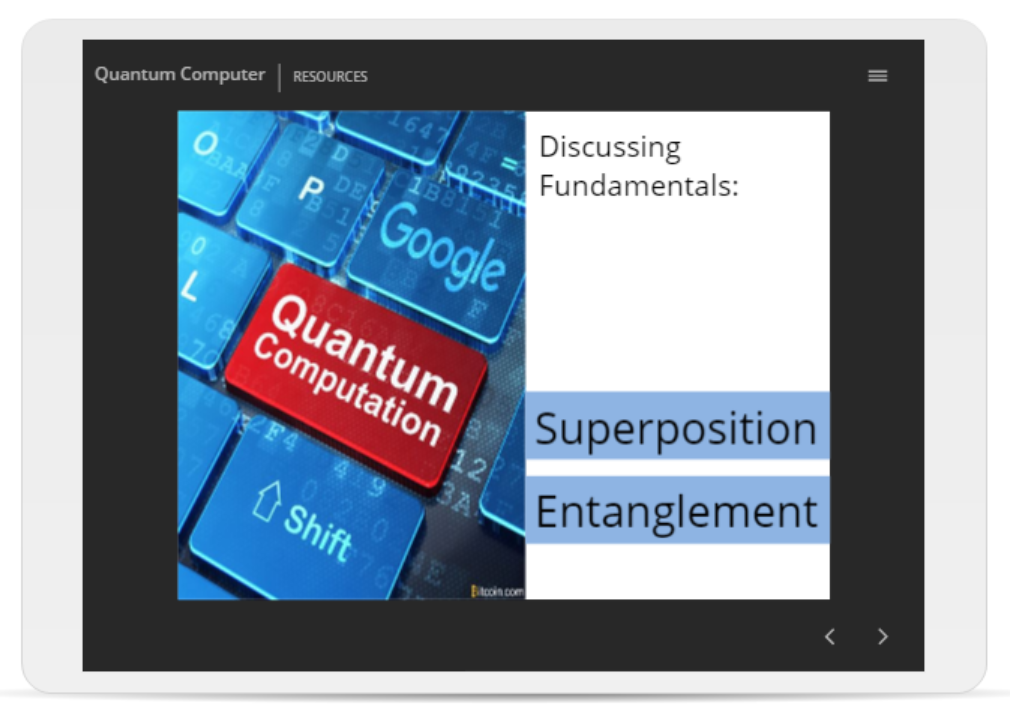 Quantum Computer
RESOURCES
O
P
Google
L
Quantum
Computation
Shift
Bitcoin.com
Discussing
Fundamentals:
Superposition
Entanglement